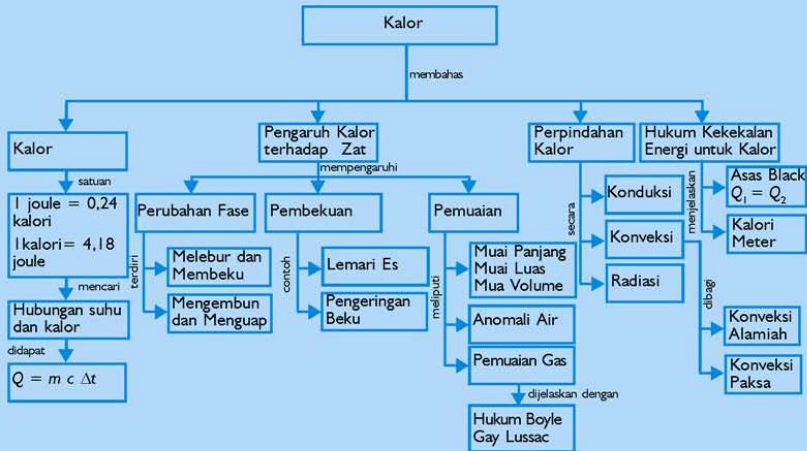 Kalor
membahas
Kalor
satuan
1 joule = 0,24
kalori
1kalori= 4,18
joule
mencari
Hubungan suhu
dan kalor
didapat
Q = m c Δt
Pengaruh Kalor
terhadap Zat
mempengaruhi
Perubahan Fase
terdiri
Melebur dan
Membeku
Mengembun
dan Menguap
Pembekuan
contoh
Lemari Es
Pengeringan
Beku
Pemuaian
meliputi
Muai Panjang
Muai Luas
Mua Volume
Anomali Air
Pemuaian Gas
dijelaskan dengan
Hukum Boyle
Gay Lussac
Perpindahan
Kalor
secara
Konduksi
Konveksi
Radiasi
dibagi
Konveksi
Alamiah
Konveksi
Paksa
Hukum Kekekalan
Energi untuk Kalor
menjelaskan
Asas Black
Q₁ = Q₂
Kalori
Meter